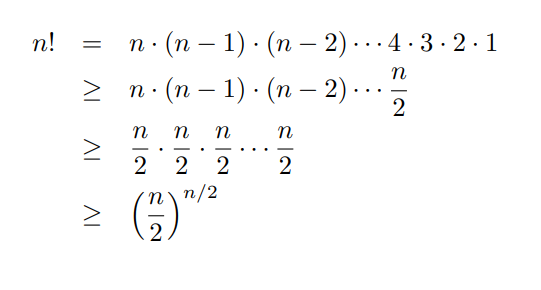 n! = n · (n − 1) · (n − 2) ⋯ 4 · 3 · 2 · 1
≥ n · (n − 1) · (n − 2) ⋯ n/2
≥ n/2 · n/2 · n/2 ⋯ n/2
≥ (n/2)^{n/2}